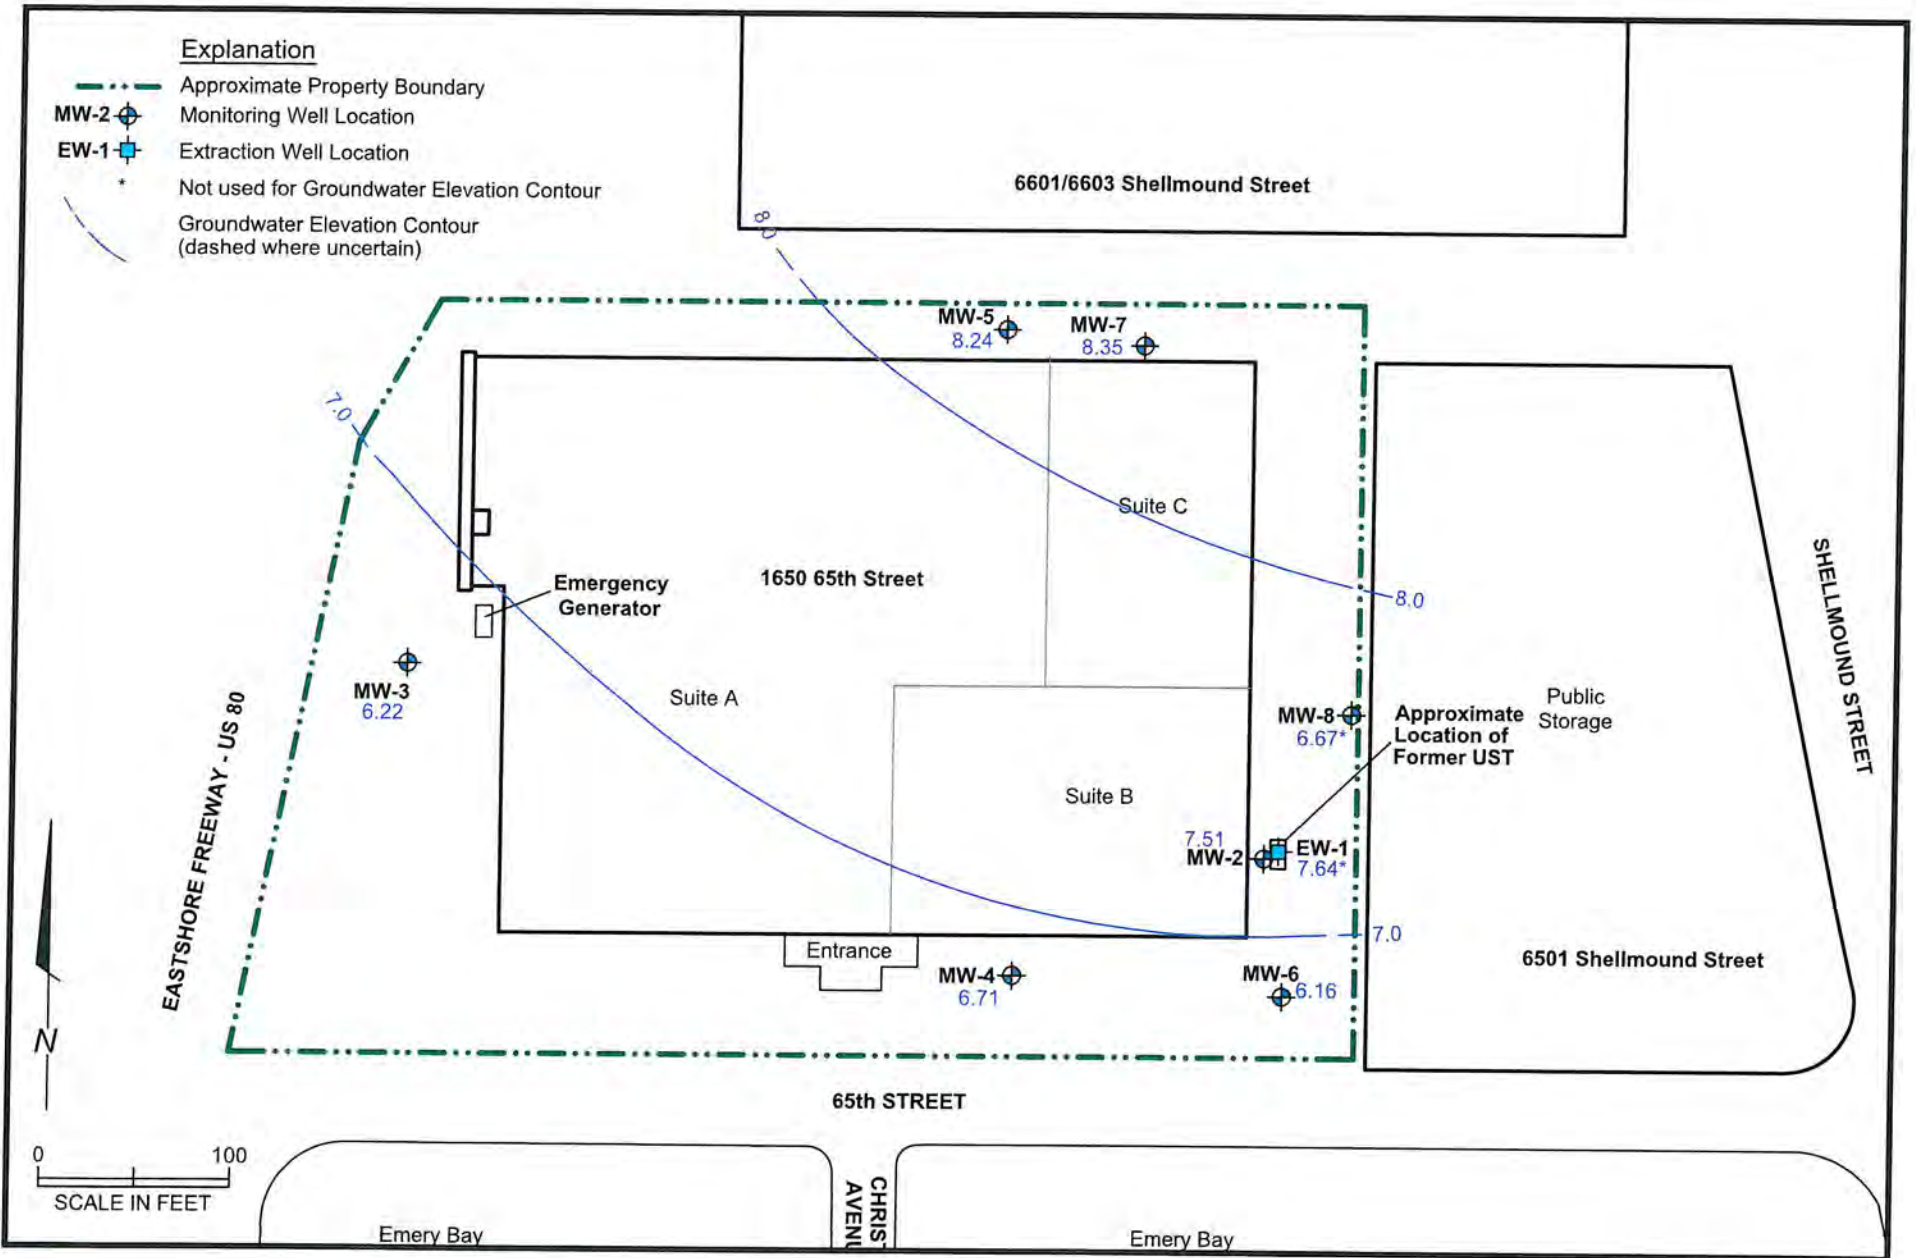 Explanation
Approximate Property Boundary
MW-2 Monitoring Well Location
EW-1 Extraction Well Location
* Not used for Groundwater Elevation Contour
Groundwater Elevation Contour
(dashed where uncertain)
6601/6603 Shellmound Street
8.0
MW-5
8.24
MW-7
8.35
7.0
Suite C
1650 65th Street
Emergency
Generator
8.0
SHELLMOUND STREET
MW-3
6.22
Suite A
EASTSHORE FREEWAY - US 80
MW-8
6.67*
Approximate
Location of
Former UST
Public
Storage
Suite B
7.51
MW-2
EW-1
7.64*
7.0
Entrance
MW-4
6.71
MW-6
6.16
6501 Shellmound Street
N
65th STREET
0 100
SCALE IN FEET
CHRIST
AVENU
Emery Bay
Emery Bay